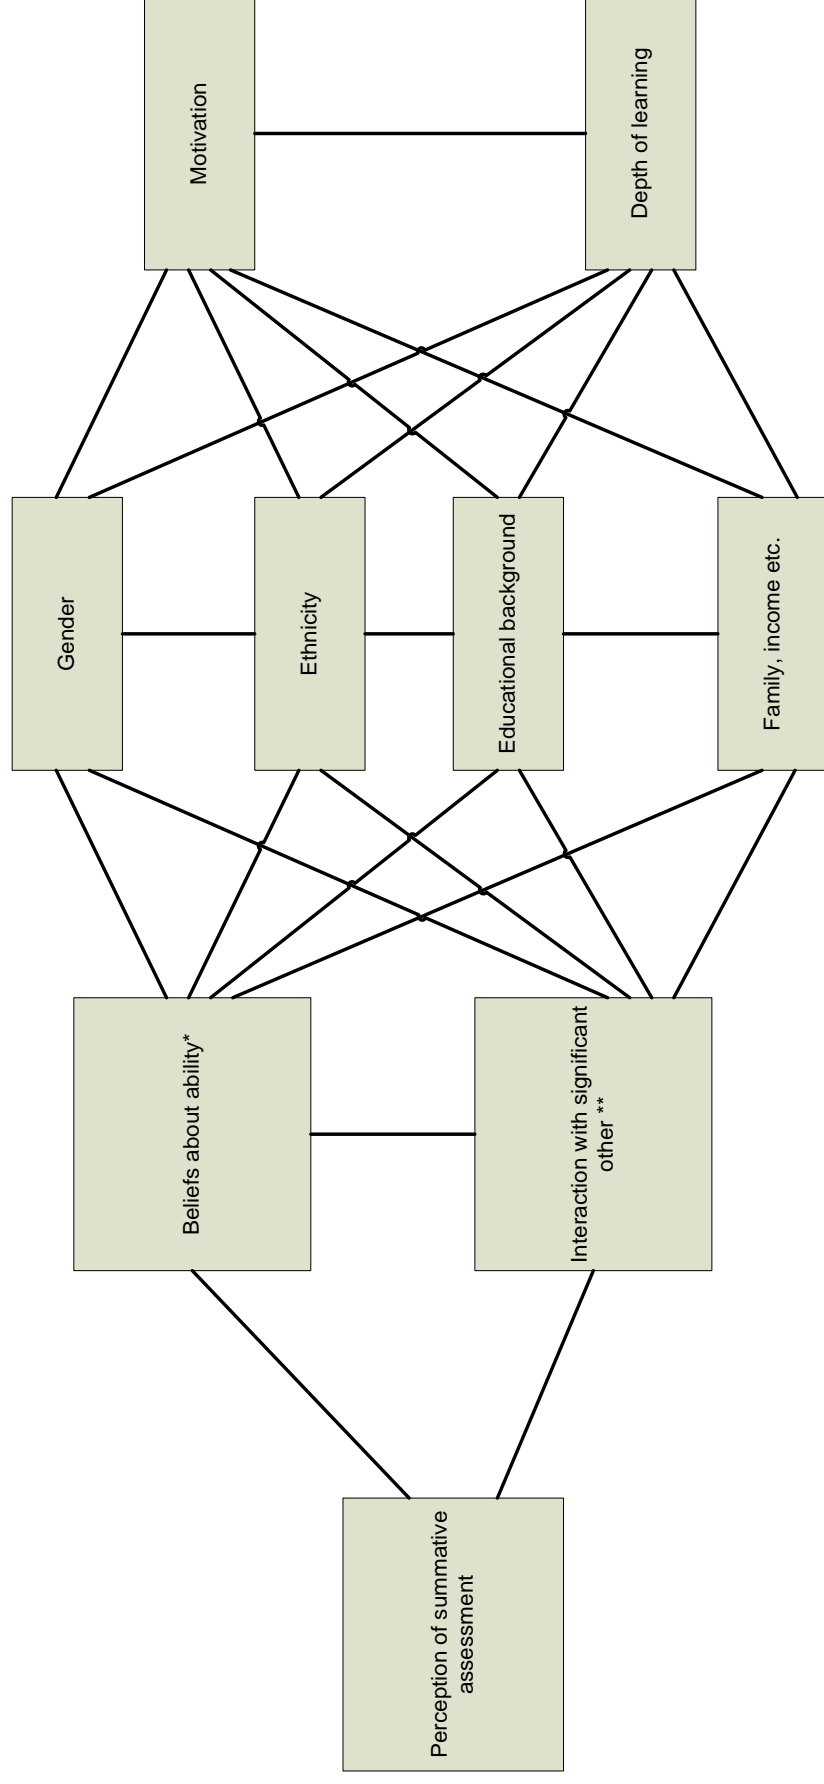 Perception of summative
assessment
Beliefs about ability*
Interaction with significant
other **
Gender
Ethnicity
Educational background
Family, income etc.
Motivation
Depth of learning